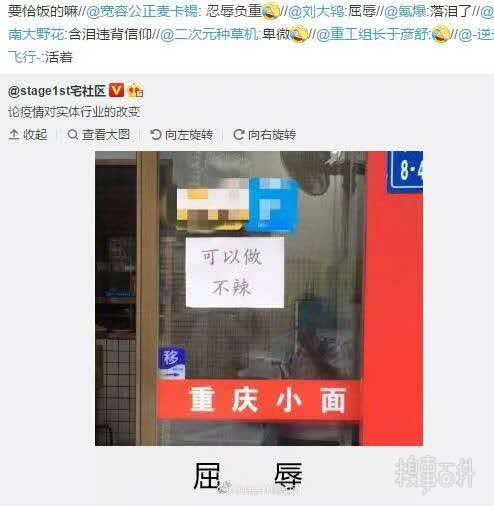 要恰饭的嘛//@宽容公正麦卡锡: 忍辱负重//@刘大鸨:屈辱//@氪爆:落泪了//@
南大野花:含泪违背信仰//@二次元种草机:卑微//@重工组长于彦舒://@-逆
飞行-:活着
@stage1st宅社区
论疫情对实体行业的改变
收起 查看大图 向左旋转 向右旋转
8-4
可以做
不辣
移
重庆小面
屈 辱
糗事百科